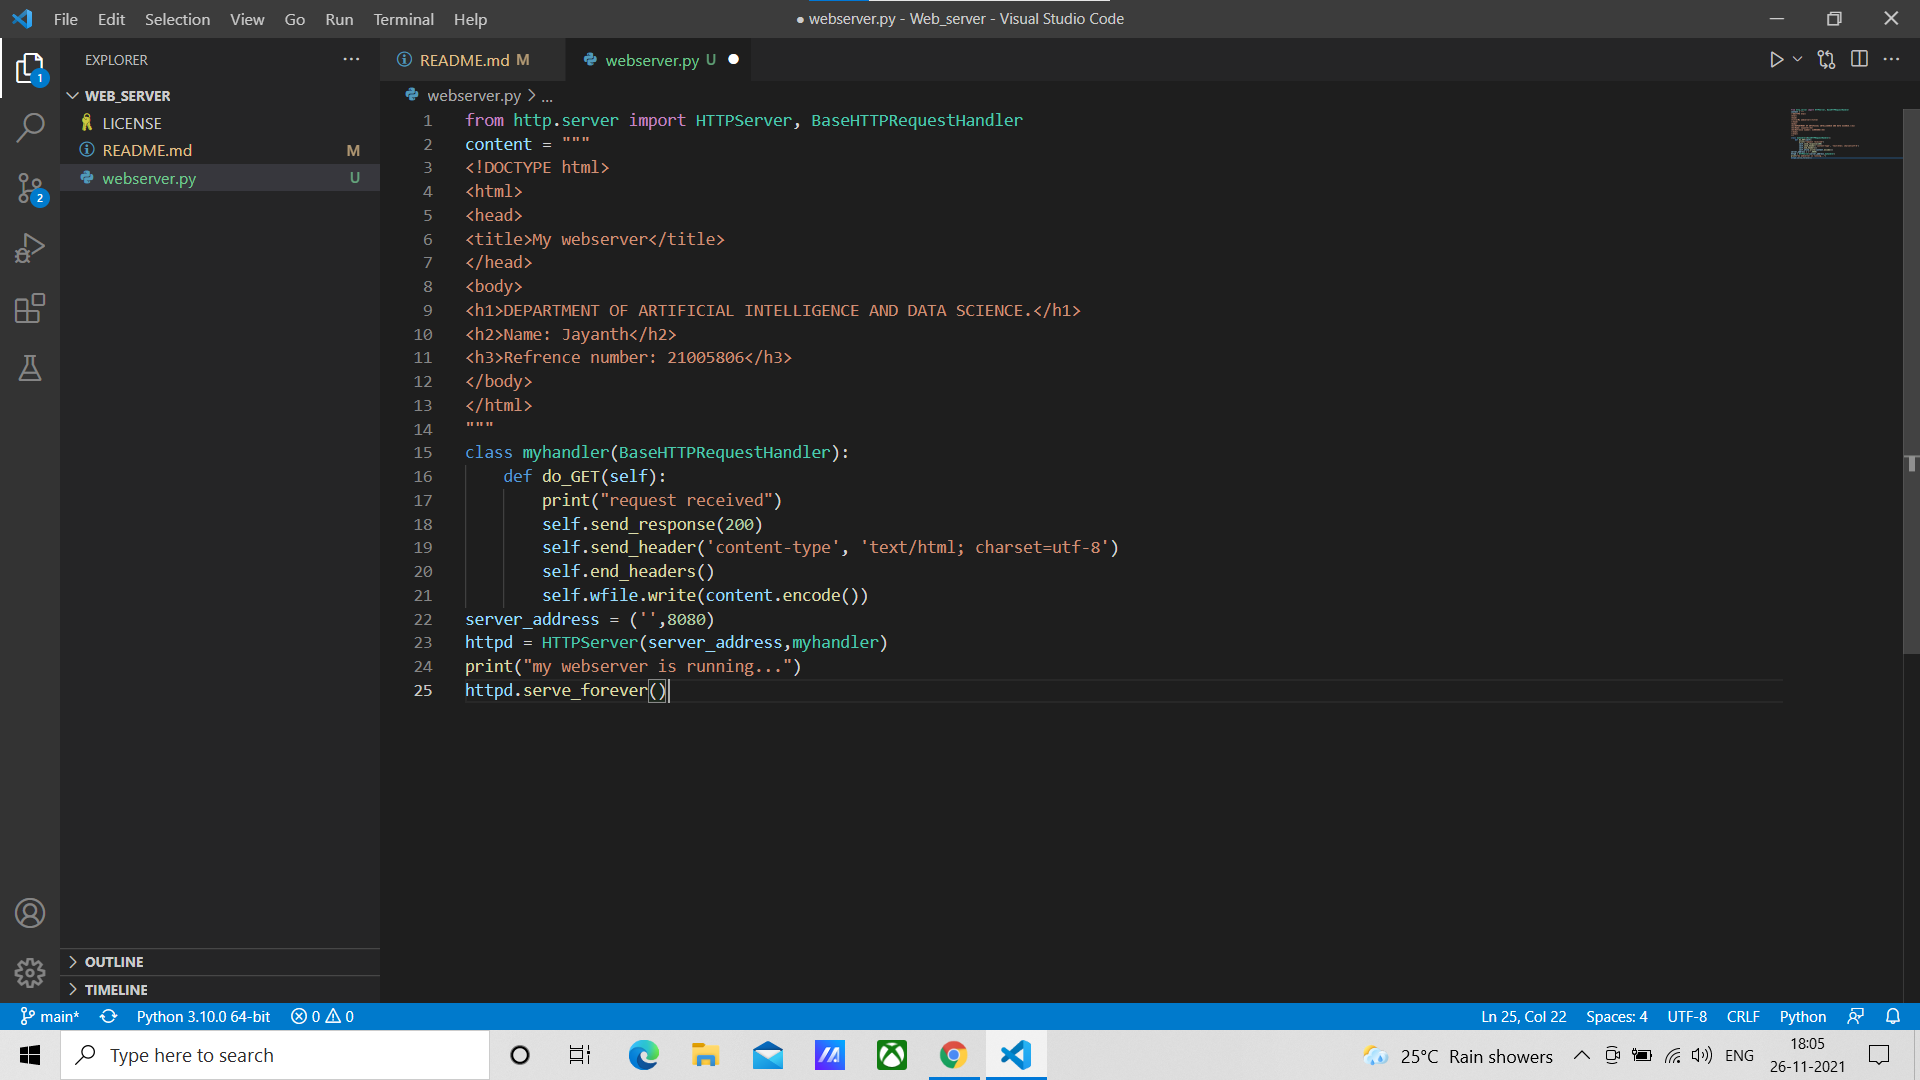 File Edit Selection View Go Run Terminal Help
● webserver.py - Web_server - Visual Studio Code
EXPLORER
README.md M
webserver.py U
WEB_SERVER
LICENSE
README.md M
webserver.py U
webserver.py > ...
1 from http.server import HTTPServer, BaseHTTPRequestHandler
2 content = """
3 <!DOCTYPE html>
4 <html>
5 <head>
6 <title>My webserver</title>
7 </head>
8 <body>
9 <h1>DEPARTMENT OF ARTIFICIAL INTELLIGENCE AND DATA SCIENCE.</h1>
10 <h2>Name: Jayanth</h2>
11 <h3>Refrence number: 21005806</h3>
12 </body>
13 </html>
14 """
15 class myhandler(BaseHTTPRequestHandler):
16 def do_GET(self):
17 print("request received")
18 self.send_response(200)
19 self.send_header('content-type', 'text/html; charset=utf-8')
20 self.end_headers()
21 self.wfile.write(content.encode())
22 server_address = ('',8080)
23 httpd = HTTPServer(server_address,myhandler)
24 print("my webserver is running...")
25 httpd.serve_forever()
1
2
OUTLINE
TIMELINE
main* Python 3.10.0 64-bit 0 0
Ln 25, Col 22 Spaces: 4 UTF-8 CRLF Python
Type here to search
25°C Rain showers
ENG
18:05
26-11-2021